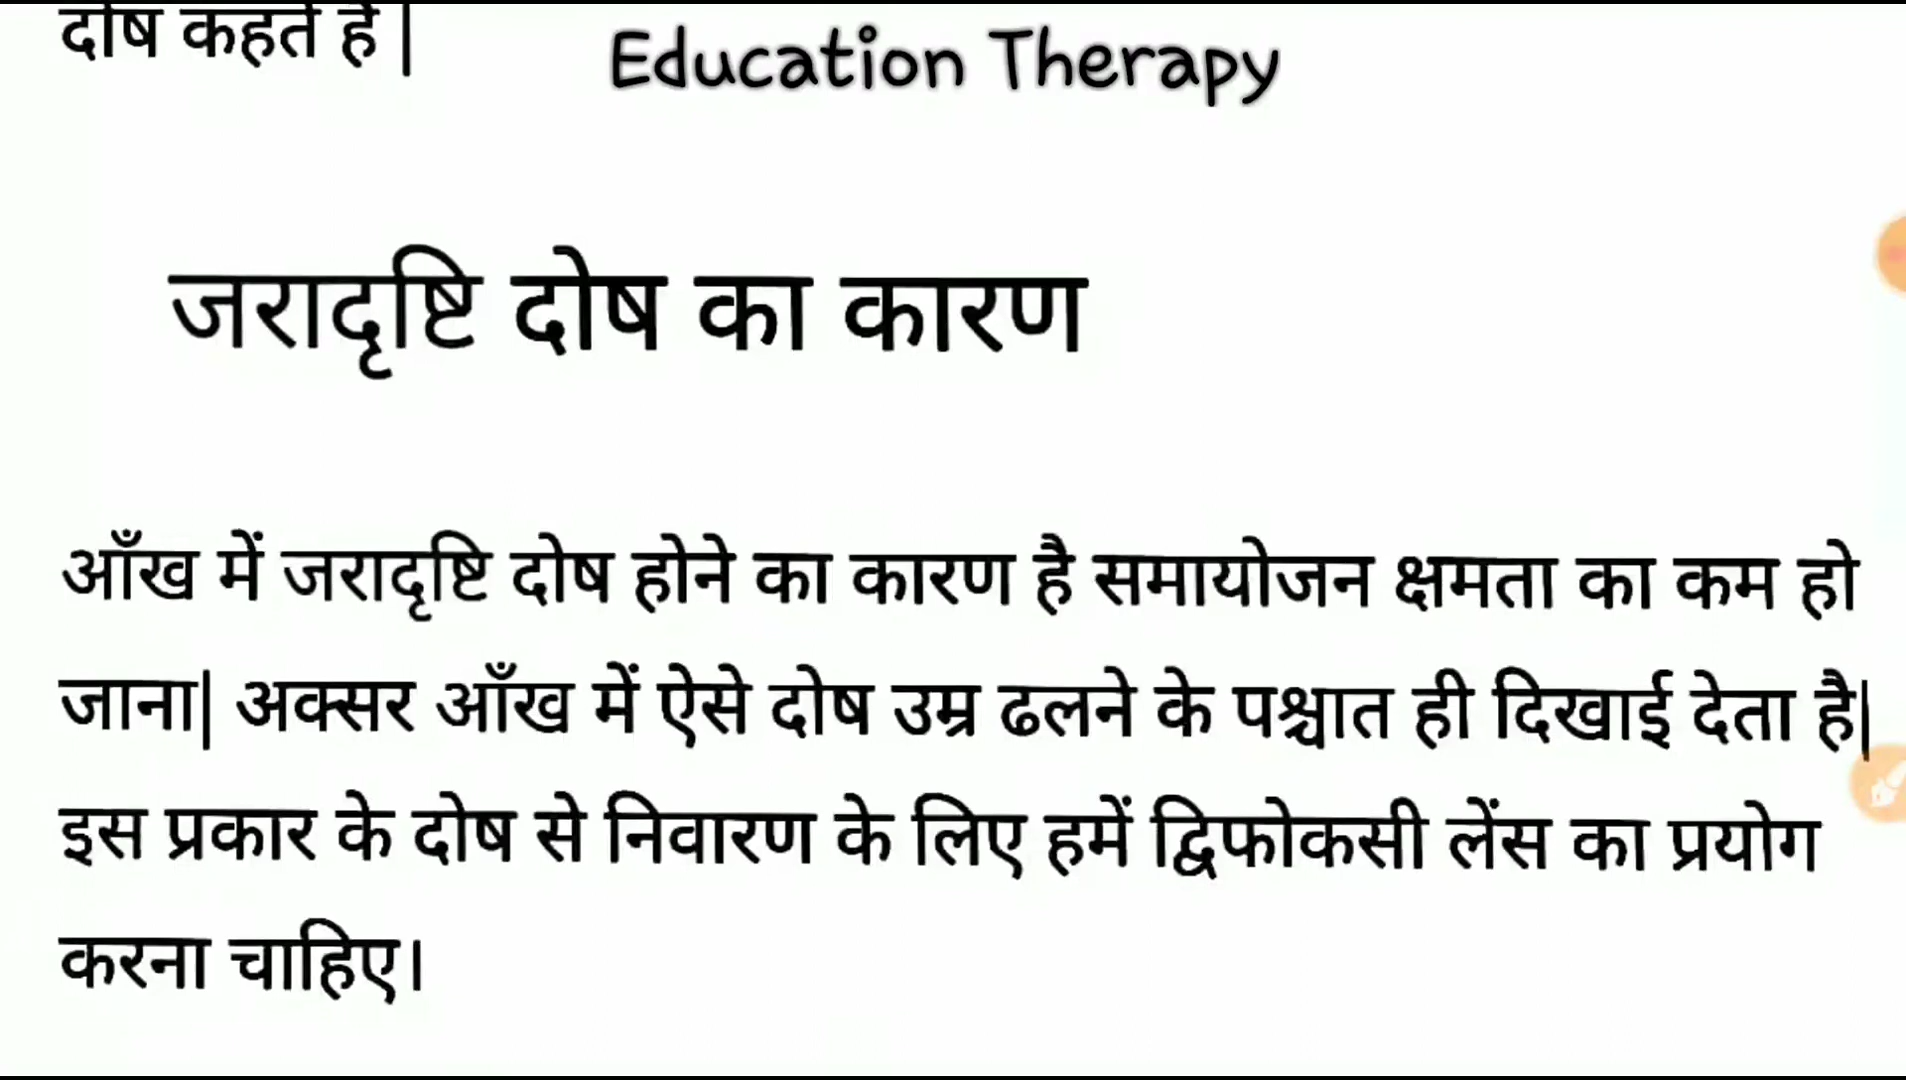 दोष कहते हैं |
Education Therapy
जरादृष्टि दोष का कारण
आँख में जरादृष्टि दोष होने का कारण है समायोजन क्षमता का कम हो
जाना| अक्सर आँख में ऐसे दोष उम्र ढलने के पश्चात ही दिखाई देता है|
इस प्रकार के दोष से निवारण के लिए हमें द्विफोकसी लेंस का प्रयोग
करना चाहिए।